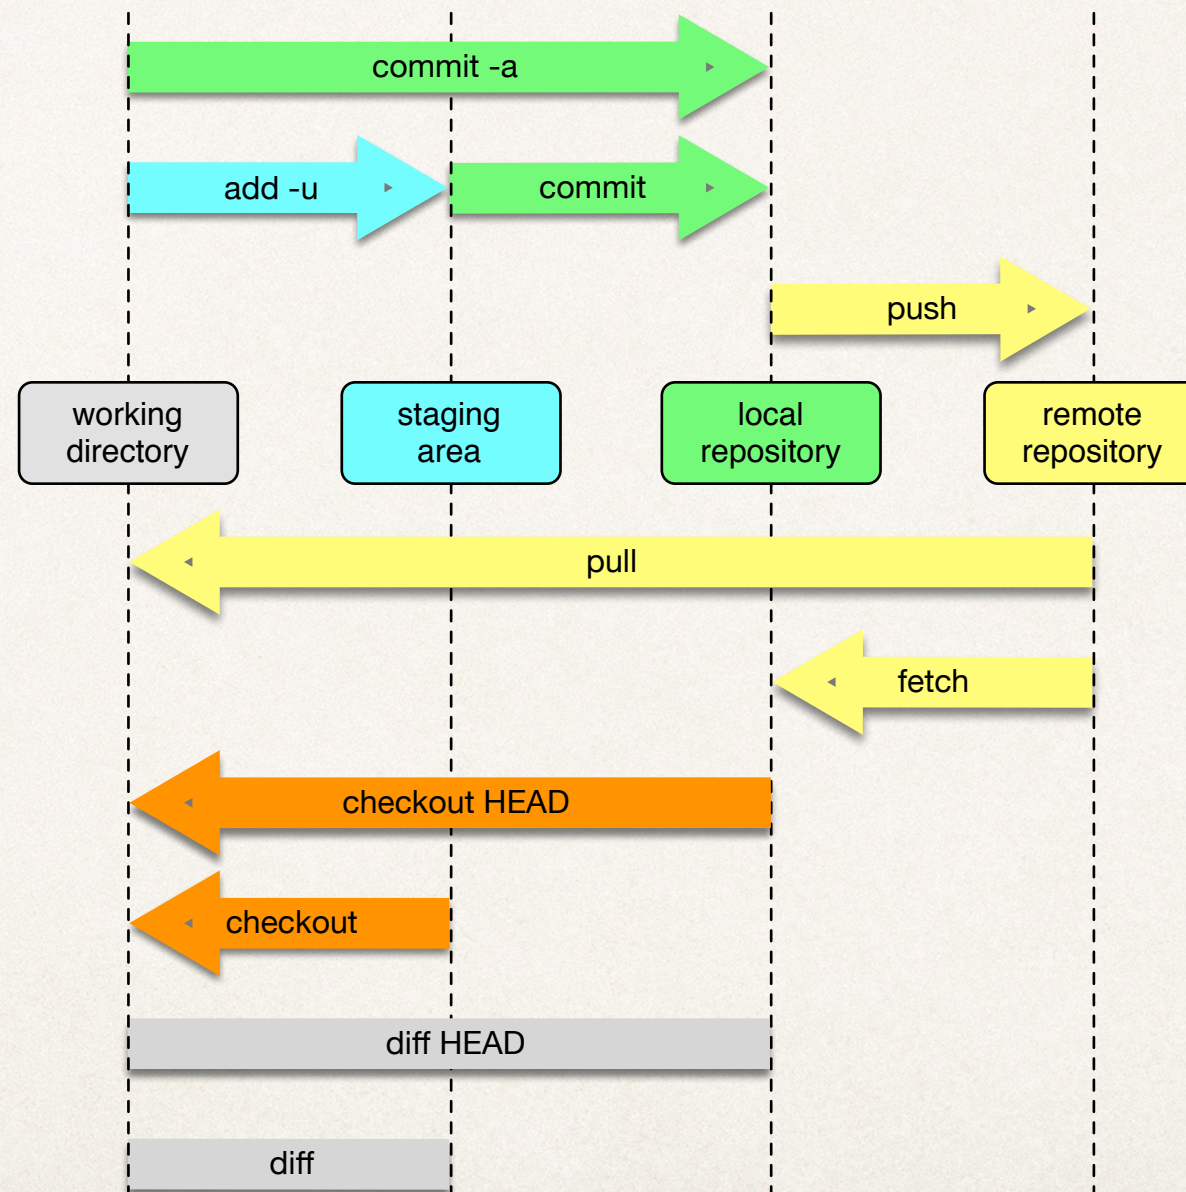 commit -a
add -u
commit
push
working
directory
staging
area
local
repository
remote
repository
pull
fetch
checkout HEAD
checkout
diff HEAD
diff